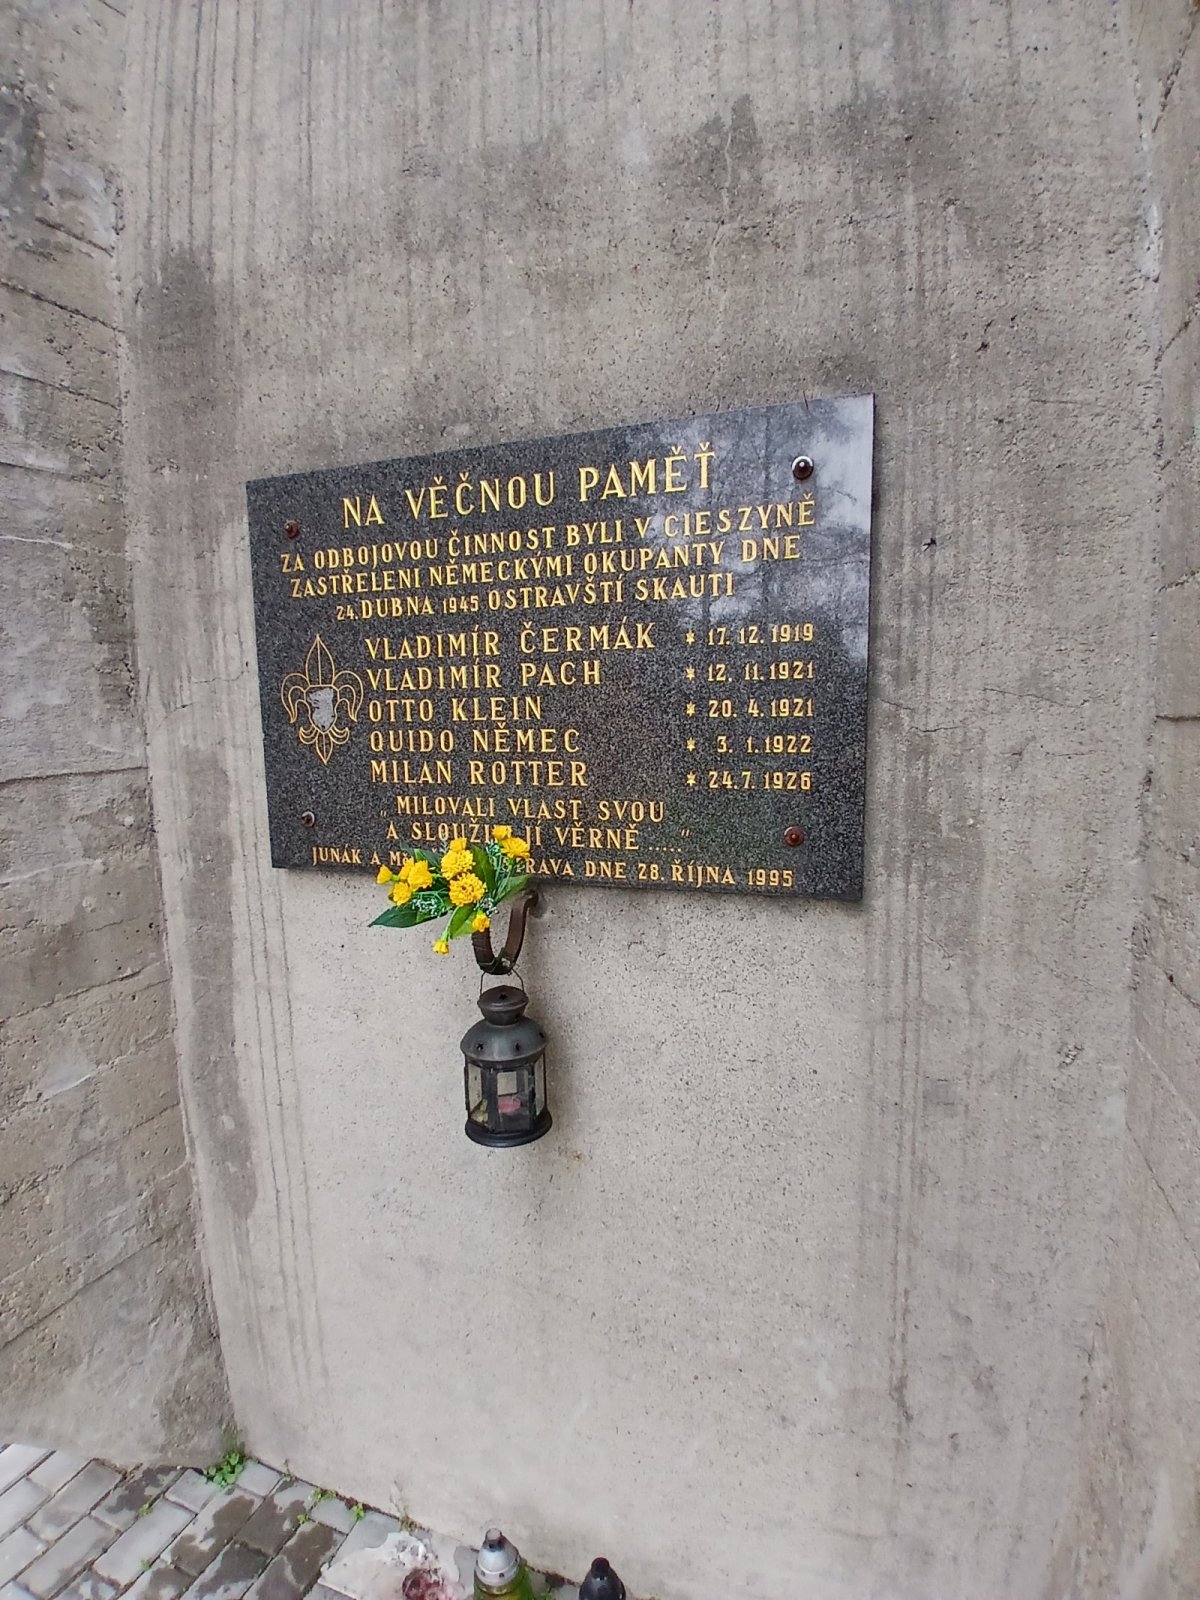 NA VĚČNOU PAMĚŤ
ZA ODBOJOVOU ČINNOST BYLI V CIESZYNĚ
ZASTŘELENI NĚMECKÝMI OKUPANTY DNE
24. DUBNA 1945 OSTRAVŠTÍ SKAUTI
VLADIMÍR ČERMÁK * 17. 12. 1919
VLADIMÍR PACH * 12. 11. 1921
OTTO KLEIN * 20. 4. 1921
QUIDO NĚMEC * 3. 1. 1922
MILAN ROTTER * 24. 7. 1926
„ MILOVALI VLAST SVOU
A JÍ VĚRNĚ ..... "
JUNÁK A DNE 28. ŘÍJNA 1995